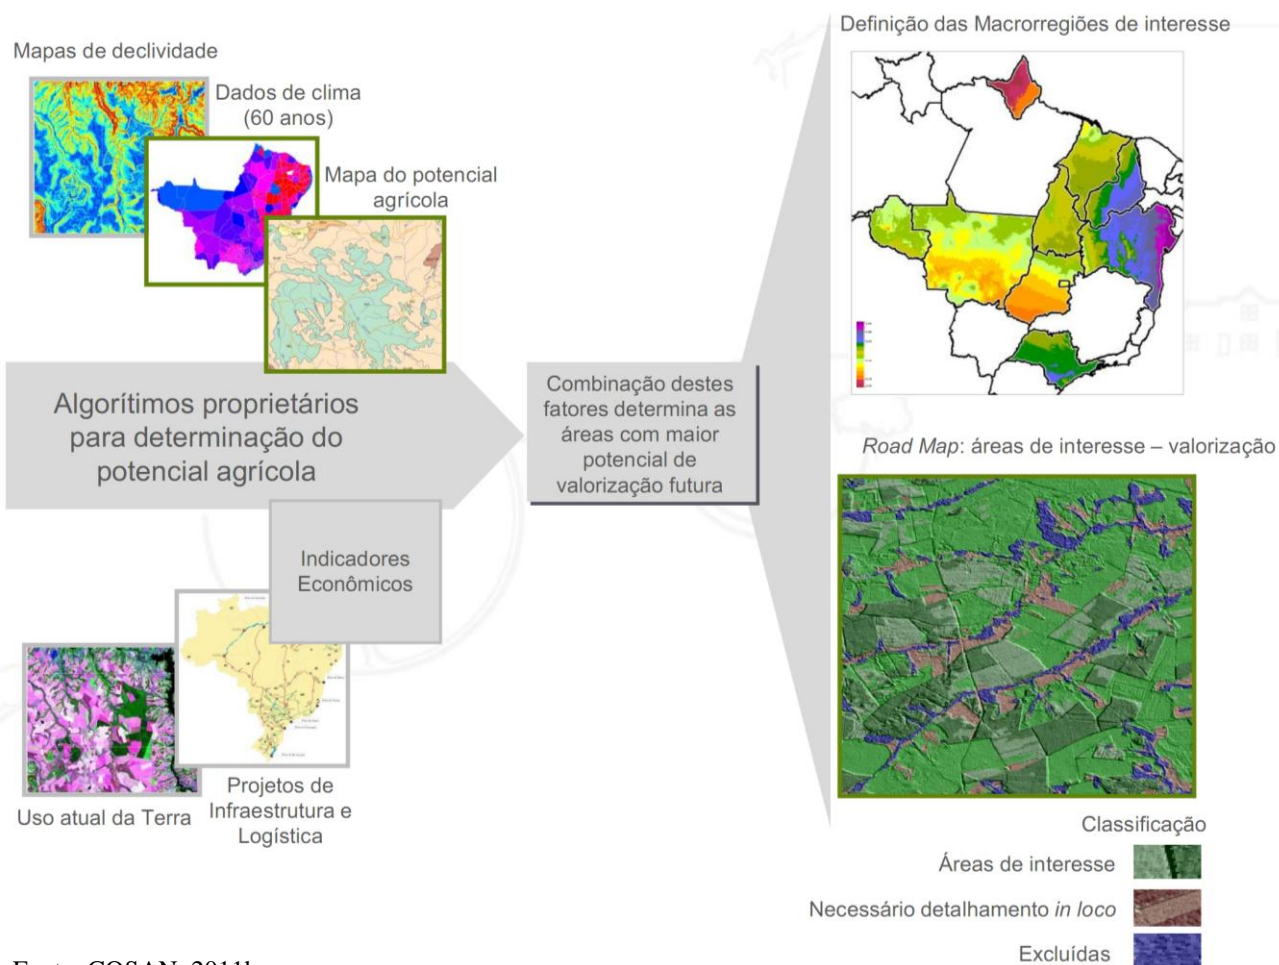 Definição das Macrorregiões de interesse
Mapas de declividade
Dados de clima
(60 anos)
Mapa do potencial
agrícola
Algorítimos proprietários
para determinação do
potencial agrícola
Combinação destes
fatores determina as
áreas com maior
potencial de
valorização futura
Road Map: áreas de interesse – valorização
Indicadores
Econômicos
Uso atual da Terra
Projetos de
Infraestrutura e
Logística
Classificação
Áreas de interesse
Necessário detalhamento in loco
Excluídas